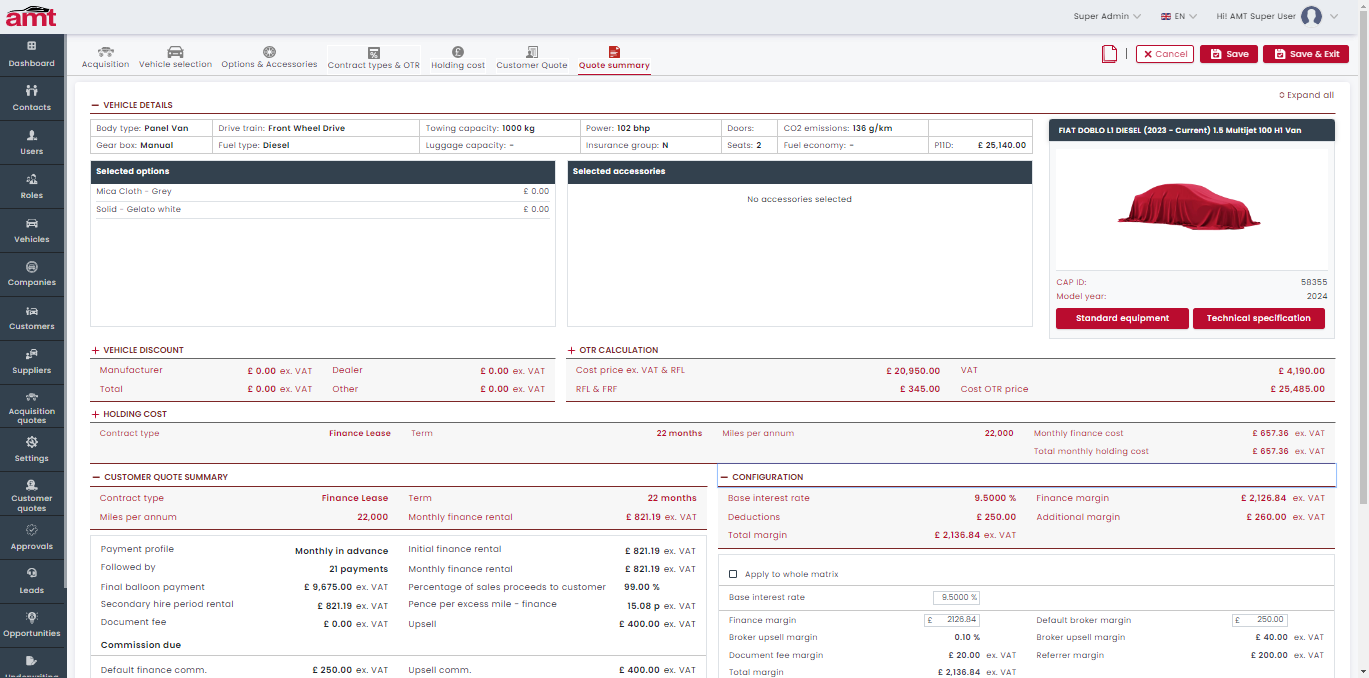 amt
Super Admin
EN
Hi! AMT Super User
Dashboard
Contacts
Users
Roles
Vehicles
Companies
Customers
Suppliers
Acquisition
quotes
Settings
Customer
quotes
Approvals
Leads
Opportunities
Underwriting
Acquisition
Vehicle selection
Options & Accessories
Contract types & OTR
Holding cost
Customer Quote
Quote summary
Cancel
Save
Save & Exit
Expand all
VEHICLE DETAILS
Body type: Panel Van
Drive train: Front Wheel Drive
Towing capacity: 1000 kg
Power: 102 bhp
Doors:
CO2 emissions: 136 g/km
Gear box: Manual
Fuel type: Diesel
Luggage capacity: -
Insurance group: N
Seats: 2
Fuel economy: -
P11D: £ 25,140.00
Selected options
Mica Cloth - Grey £ 0.00
Solid - Gelato white £ 0.00
Selected accessories
No accessories selected
FIAT DOBLO L1 DIESEL (2023 - Current) 1.5 Multijet 100 H1 Van
CAP ID: 58355
Model year: 2024
Standard equipment
Technical specification
VEHICLE DISCOUNT
Manufacturer £ 0.00 ex. VAT Dealer £ 0.00 ex. VAT
Total £ 0.00 ex. VAT Other £ 0.00 ex. VAT
OTR CALCULATION
Cost price ex. VAT & RFL £ 20,950.00 VAT £ 4,190.00
RFL & FRF £ 345.00 Cost OTR price £ 25,485.00
HOLDING COST
Contract type Finance Lease Term 22 months Miles per annum 22,000 Monthly finance cost £ 657.36 ex. VAT
Total monthly holding cost £ 657.36 ex. VAT
CUSTOMER QUOTE SUMMARY
Contract type Finance Lease Term 22 months
Miles per annum 22,000 Monthly finance rental £ 821.19 ex. VAT
Payment profile Monthly in advance Initial finance rental £ 821.19 ex. VAT
Followed by 21 payments Monthly finance rental £ 821.19 ex. VAT
Final balloon payment £ 9,675.00 ex. VAT Percentage of sales proceeds to customer 99.00 %
Secondary hire period rental £ 821.19 ex. VAT Pence per excess mile - finance 15.08 p ex. VAT
Document fee £ 0.00 ex. VAT Upsell £ 400.00 ex. VAT
Commission due
Default finance comm. £ 250.00 ex. VAT Upsell comm. £ 400.00 ex. VAT
CONFIGURATION
Base interest rate 9.5000 % Finance margin £ 2,126.84 ex. VAT
Deductions £ 250.00 Additional margin £ 260.00 ex. VAT
Total margin £ 2,136.84 ex. VAT
Apply to whole matrix
Base interest rate 9.5000 %
Finance margin £ 2126.84 Default broker margin £ 250.00
Broker upsell margin 0.10 % Broker upsell margin £ 40.00 ex. VAT
Document fee margin £ 20.00 ex. VAT Referrer margin £ 200.00 ex. VAT
Total margin £ 2,136.84 ex. VAT